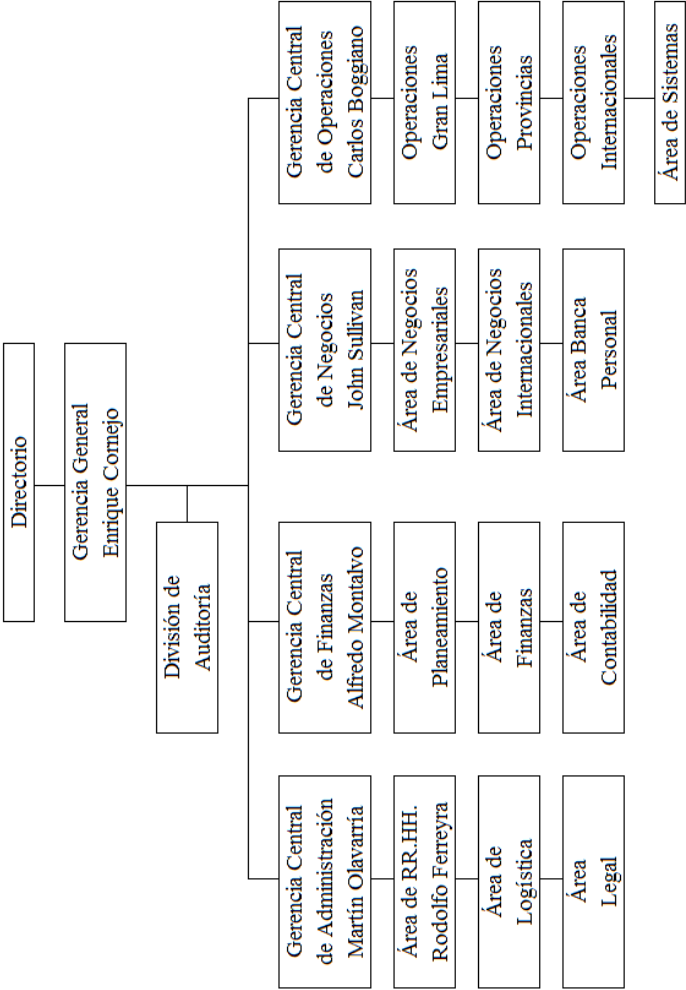 Directorio
Gerencia General
Enrique Cornejo
División de
Auditoría
Gerencia Central
de Administración
Martín Olavarría
Área de RR.HH.
Rodolfo Ferreyra
Área de
Logística
Área
Legal
Gerencia Central
de Finanzas
Alfredo Montalvo
Área de
Planeamiento
Área de
Finanzas
Área de
Contabilidad
Gerencia Central
de Negocios
John Sullivan
Área de Negocios
Empresariales
Área de Negocios
Internacionales
Área Banca
Personal
Gerencia Central
de Operaciones
Carlos Boggiano
Operaciones
Gran Lima
Operaciones
Provincias
Operaciones
Internacionales
Área de Sistemas